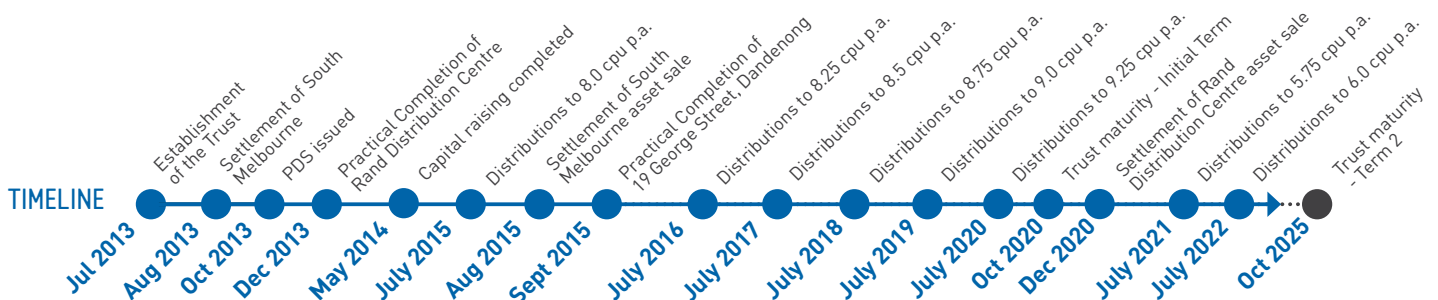 TIMELINE
Establishment
of the Trust
Jul 2013
Settlement of South
Melbourne
Aug 2013
PDS issued
Oct 2013
Practical Completion of
Rand Distribution Centre
Dec 2013
Capital raising completed
May 2014
Distributions to 8.0 cpu p.a.
July 2015
Settlement of South
Melbourne asset sale
Aug 2015
Practical Completion of
19 George Street, Dandenong
Sept 2015
Distributions to 8.25 cpu p.a.
July 2016
Distributions to 8.5 cpu p.a.
July 2017
Distributions to 8.75 cpu p.a.
July 2018
Distributions to 9.0 cpu p.a.
July 2019
Distributions to 9.25 cpu p.a.
July 2020
Trust maturity - Initial Term
Oct 2020
Settlement of Rand
Distribution Centre asset sale
Dec 2020
Distributions to 5.75 cpu p.a.
July 2021
Distributions to 6.0 cpu p.a.
July 2022
Trust maturity
- Term 2
Oct 2025